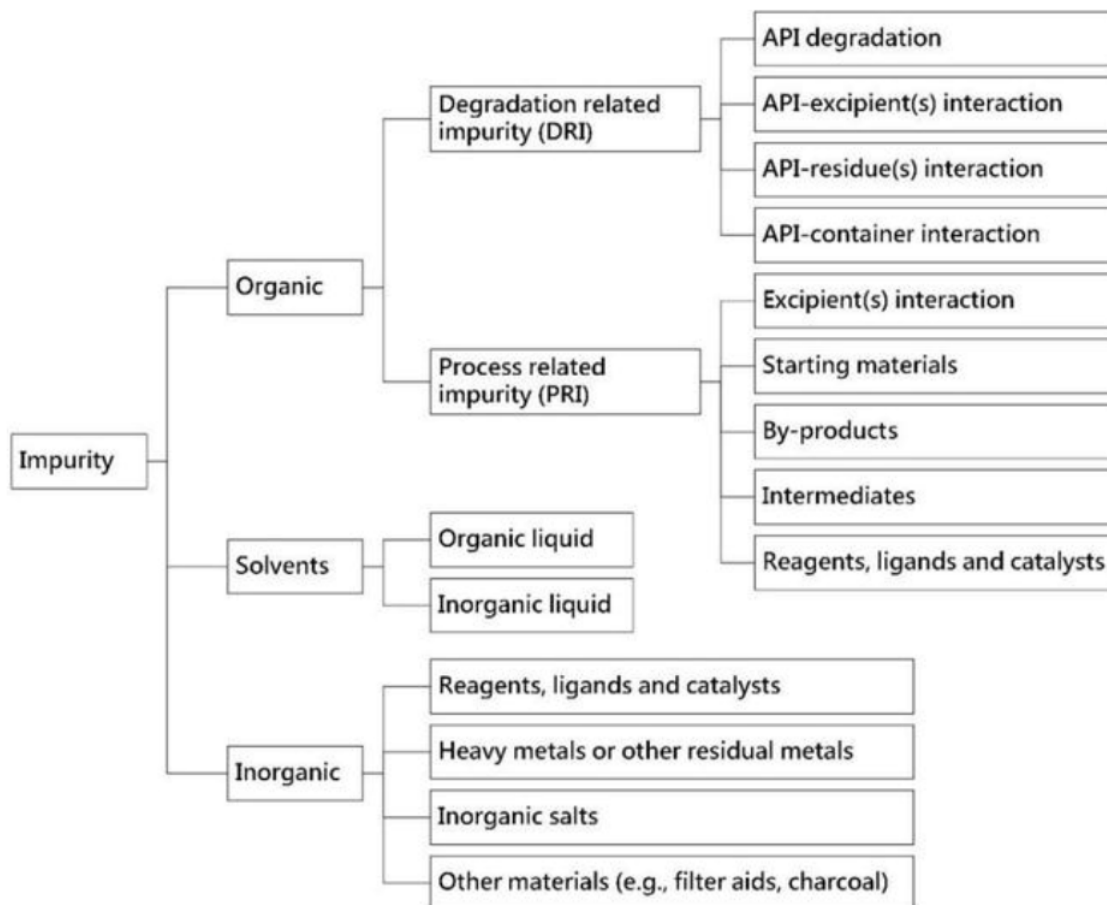 Impurity
Organic
Degradation related
impurity (DRI)
API degradation
API-excipient(s) interaction
API-residue(s) interaction
API-container interaction
Process related
impurity (PRI)
Excipient(s) interaction
Starting materials
By-products
Intermediates
Reagents, ligands and catalysts
Solvents
Organic liquid
Inorganic liquid
Inorganic
Reagents, ligands and catalysts
Heavy metals or other residual metals
Inorganic salts
Other materials (e.g., filter aids, charcoal)